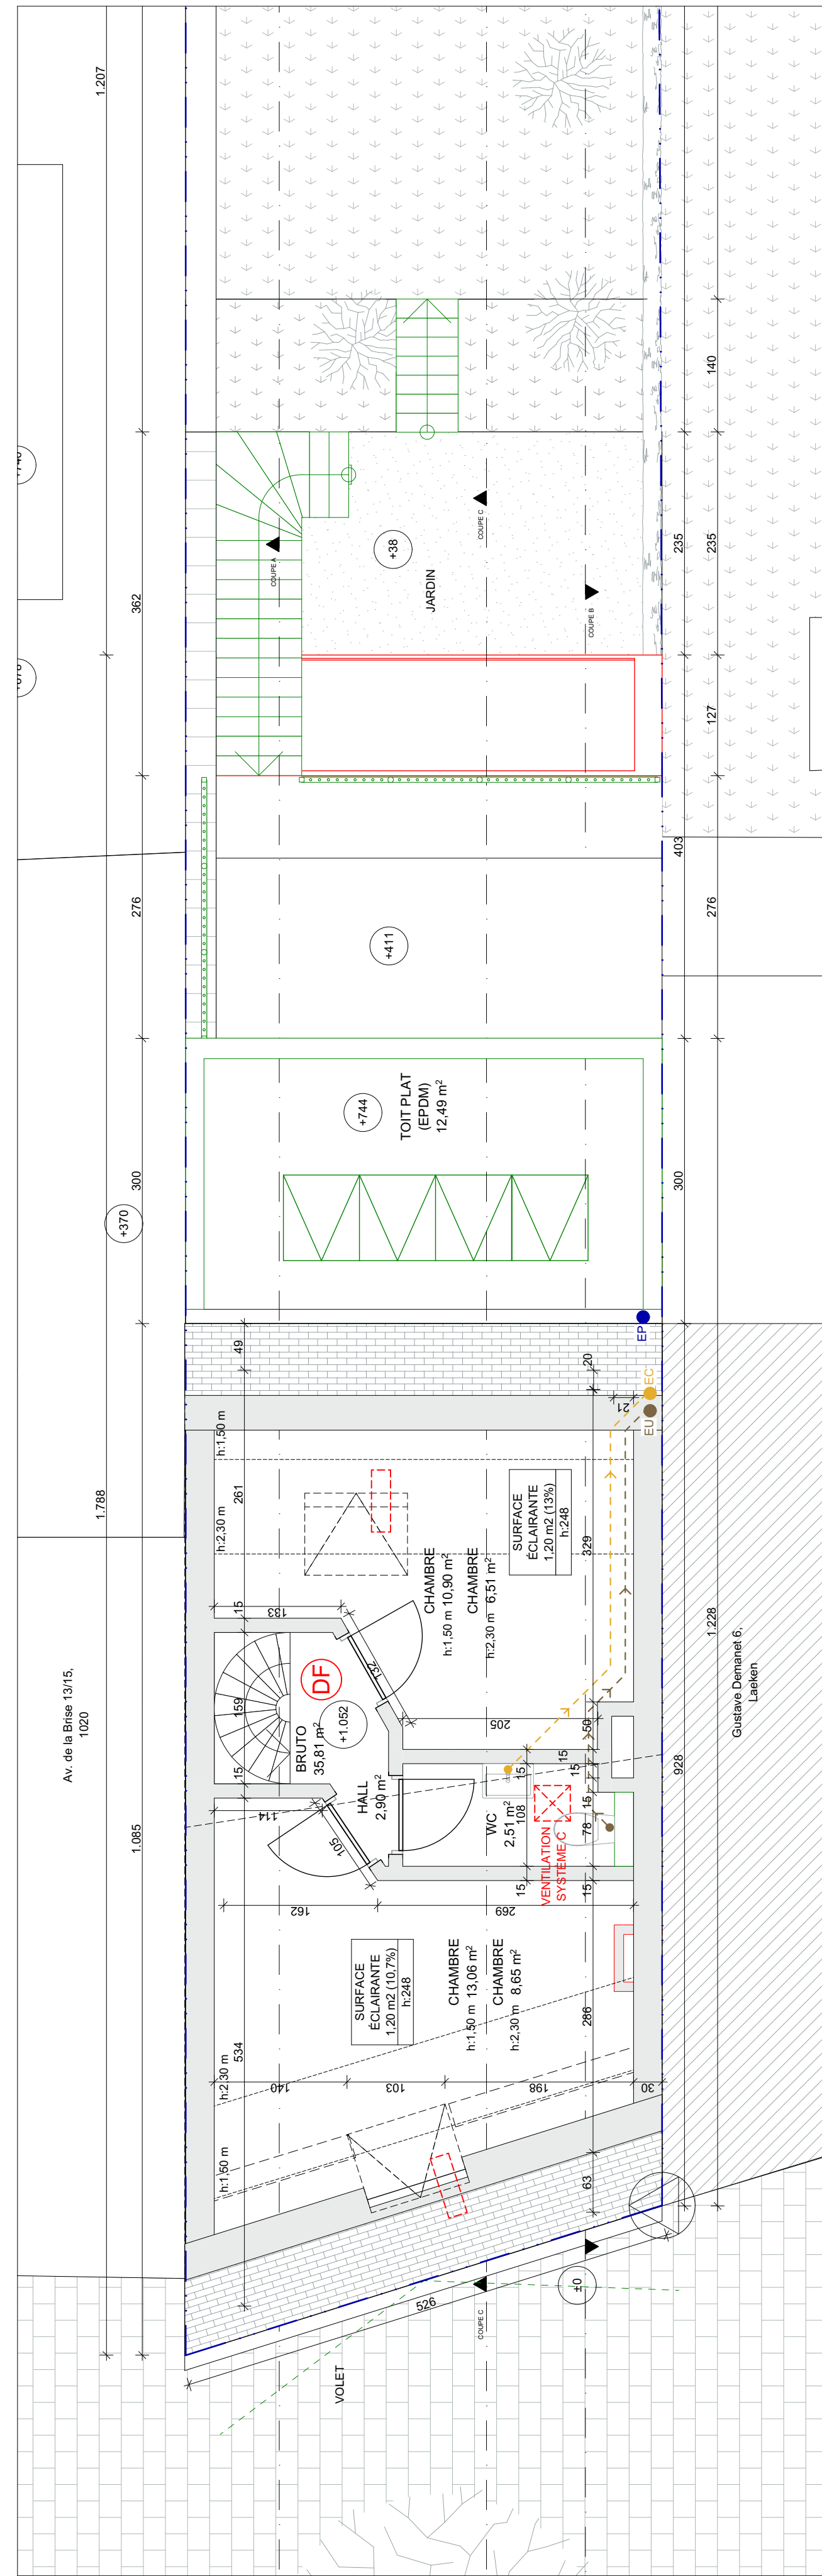 1.207
140
+38
COUPE C
COUPE A
JARDIN
COUPE B
235
235
362
127
403
276
276
+411
+744
TOIT PLAT
(EPDM)
12,49 m²
300
300
+370
EP
49
20
EC
EU
21
h:1,50 m
h:2,30 m
261
1.788
SURFACE
ÉCLAIRANTE
1,20 m2 (13%)
h:248
329
CHAMBRE
h:1,50 m 10,90 m²
CHAMBRE
h:2,30 m 6,51 m²
15
133
132
DF
159
BRUTO
35,81 m²
+1.052
205
50
1.228
Av. de la Brise 13/15,
1020
Gustave Demanet 6,
Laeken
15
114
105
HALL
2,90 m²
WC
2,51 m²
108
15
15
15
15
78
928
VENTILATION
SYSTEME C
15
15
1.085
162
269
SURFACE
ÉCLAIRANTE
1,20 m2 (10,7%)
h:248
CHAMBRE
h:1,50 m 13,06 m²
CHAMBRE
h:2,30 m 8,65 m²
286
534
h:2,30 m
140
103
198
30
h:1,50 m
63
±0
COUPE C
526
VOLET